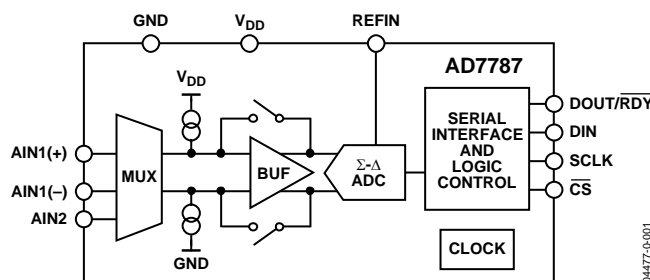 GND
VDD
REFIN
AD7787
VDD
DOUT/RDY
SERIAL
INTERFACE
AND
LOGIC
CONTROL
DIN
SCLK
CS
AIN1(+)
AIN1(–)
AIN2
MUX
BUF
Σ-Δ
ADC
GND
CLOCK
04477-0-001